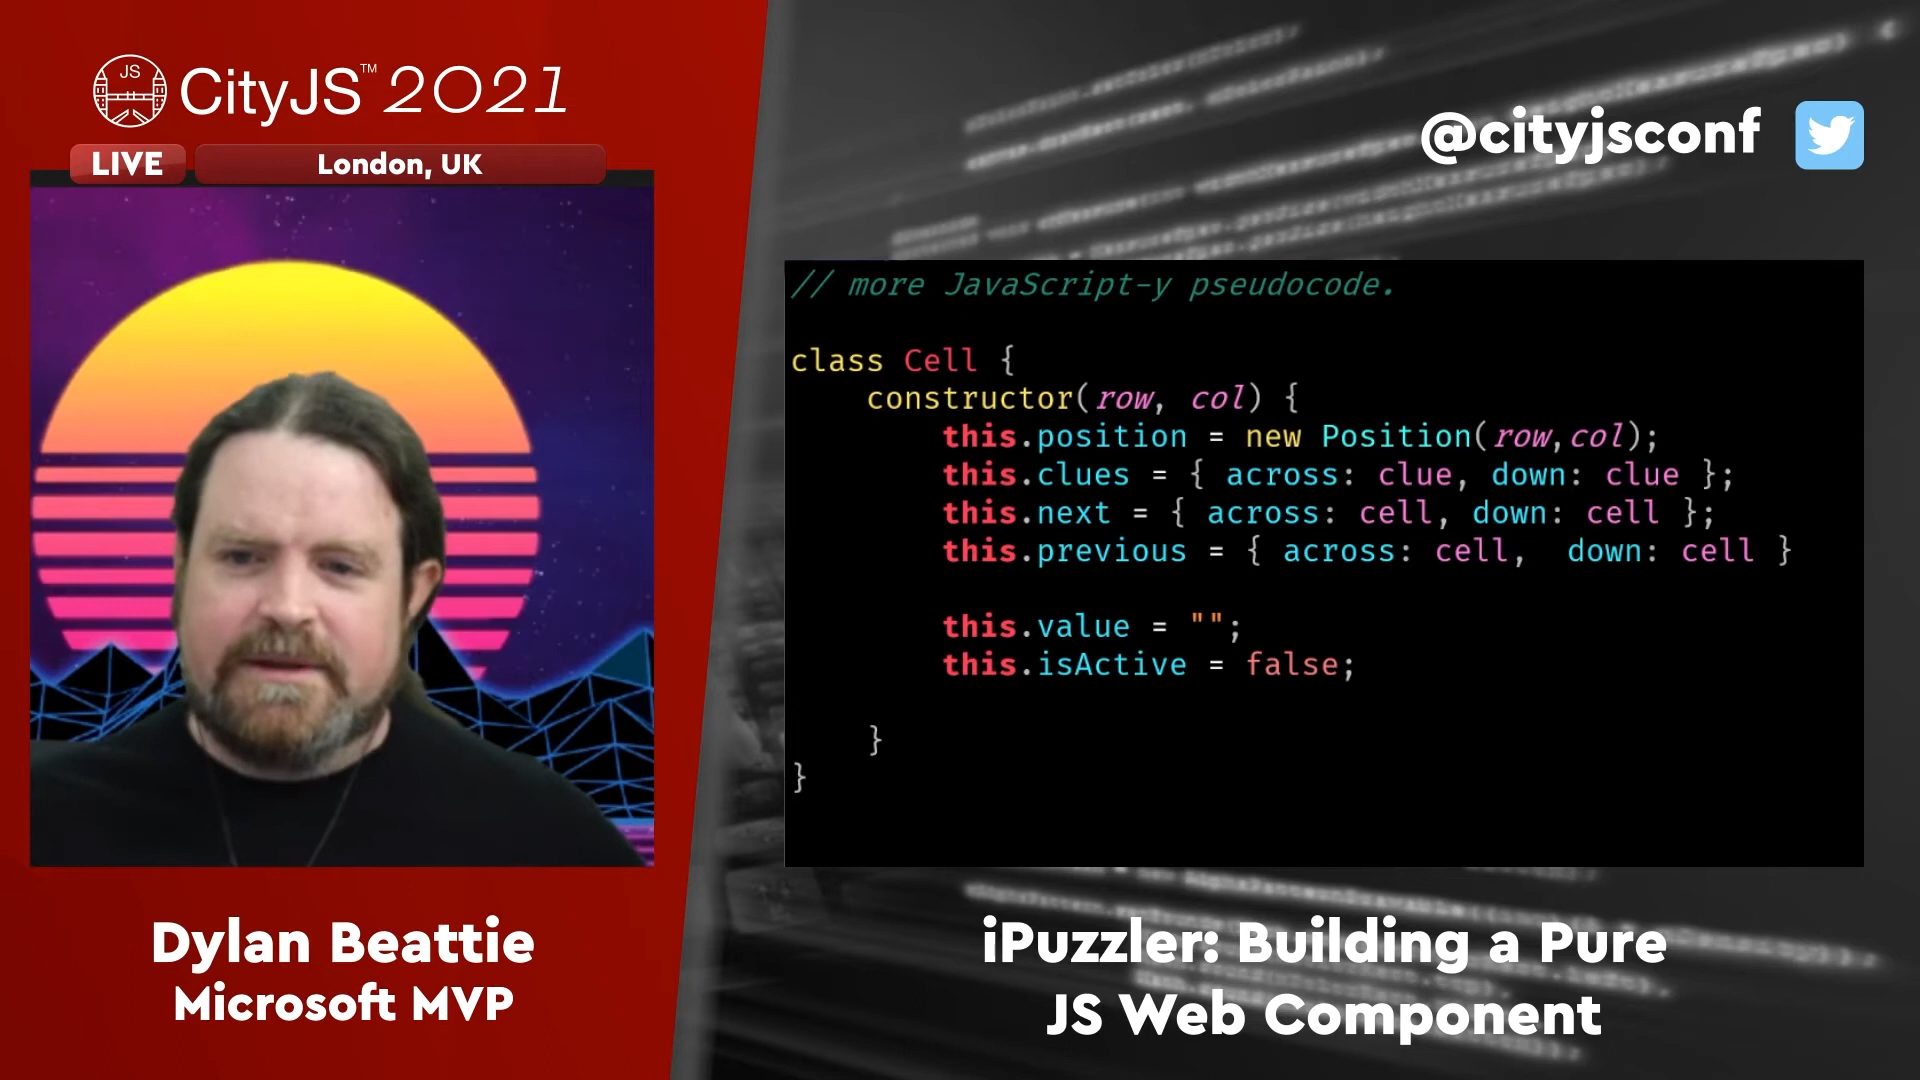 JS
CityJS™ 2021
LIVE
London, UK
@cityjsconf
// more JavaScript-y pseudocode.
class Cell {
constructor(row, col) {
this.position = new Position(row,col);
this.clues = { across: clue, down: clue };
this.next = { across: cell, down: cell };
this.previous = { across: cell,  down: cell }
this.value = "";
this.isActive = false;
}
}
Dylan Beattie
Microsoft MVP
iPuzzler: Building a Pure
JS Web Component